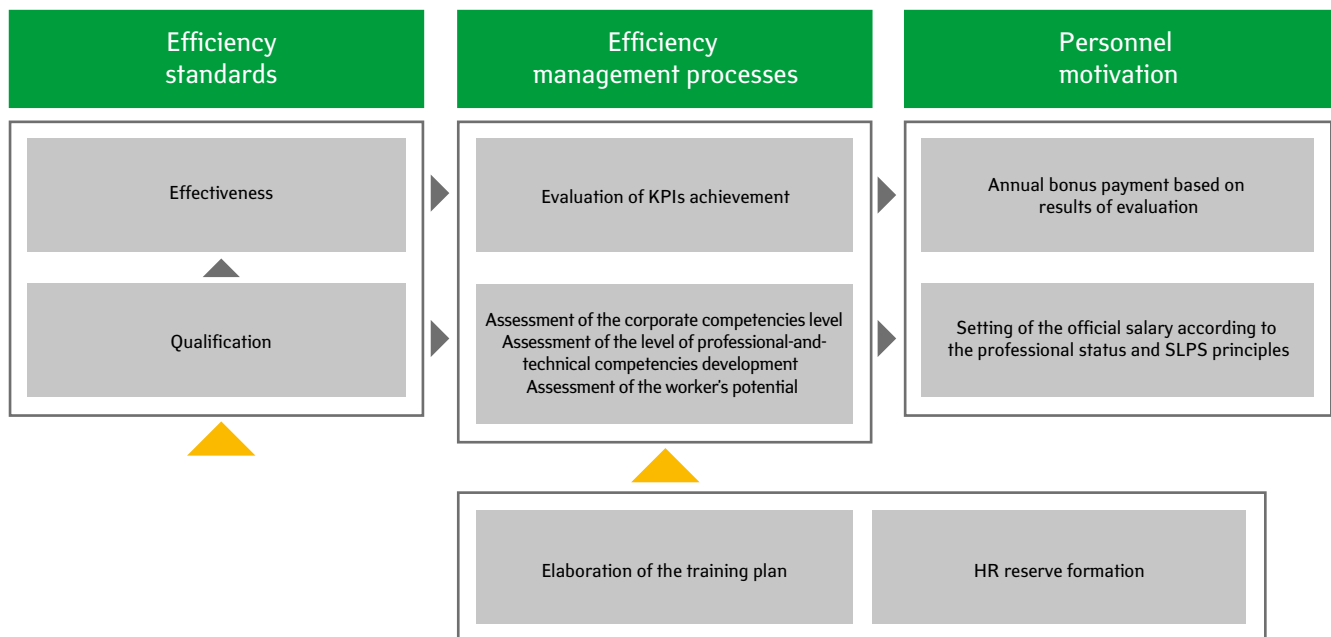 Efficiency
standards
Efficiency
management processes
Personnel
motivation
Effectiveness
Evaluation of KPIs achievement
Annual bonus payment based on
results of evaluation
Qualification
Assessment of the corporate competencies level
Assessment of the level of professional-and-
technical competencies development
Assessment of the worker's potential
Setting of the official salary according to
the professional status and SLPS principles
Elaboration of the training plan
HR reserve formation